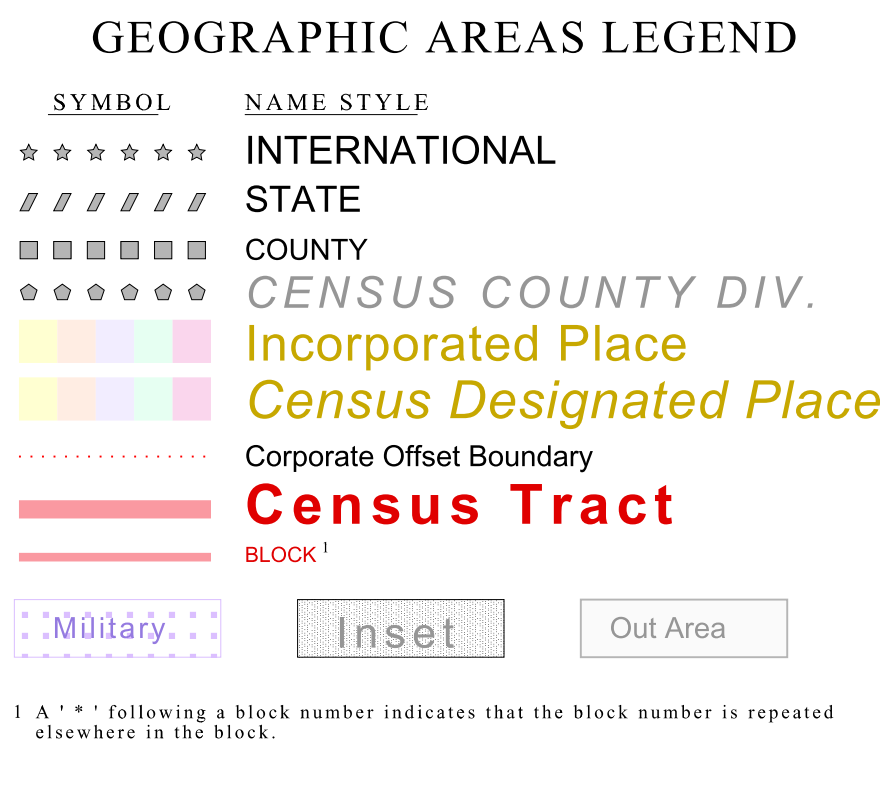 GEOGRAPHIC AREAS LEGEND
SYMBOL NAME STYLE
INTERNATIONAL
STATE
COUNTY
CENSUS COUNTY DIV.
Incorporated Place
Census Designated Place
Corporate Offset Boundary
Census Tract
BLOCK 1
Military Inset Out Area
1 A ' * ' following a block number indicates that the block number is repeated
elsewhere in the block.